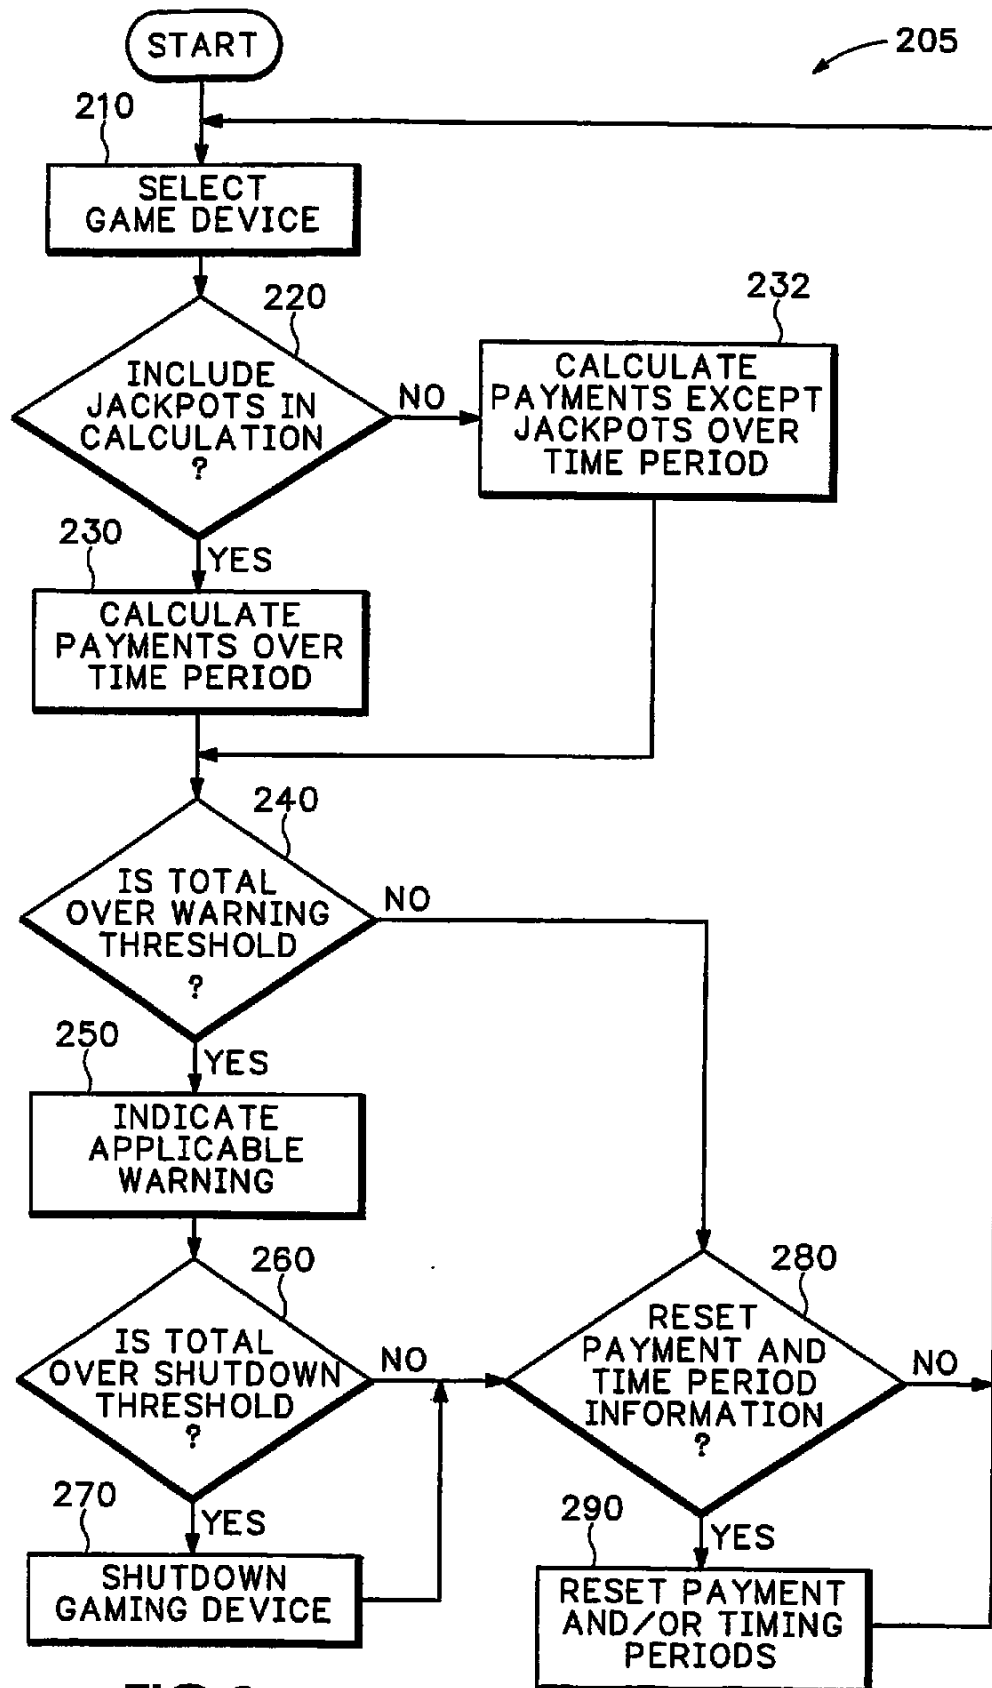 START
205
210
SELECT
GAME DEVICE
220
232
INCLUDE
JACKPOTS IN
CALCULATION
?
NO
CALCULATE
PAYMENTS EXCEPT
JACKPOTS OVER
TIME PERIOD
230
YES
CALCULATE
PAYMENTS OVER
TIME PERIOD
240
IS TOTAL
OVER WARNING
THRESHOLD
?
NO
250
YES
INDICATE
APPLICABLE
WARNING
260
280
IS TOTAL
OVER SHUTDOWN
THRESHOLD
?
NO
RESET
PAYMENT AND
TIME PERIOD
INFORMATION
?
NO
270
YES
SHUTDOWN
GAMING DEVICE
290
YES
RESET PAYMENT
AND/OR TIMING
PERIODS